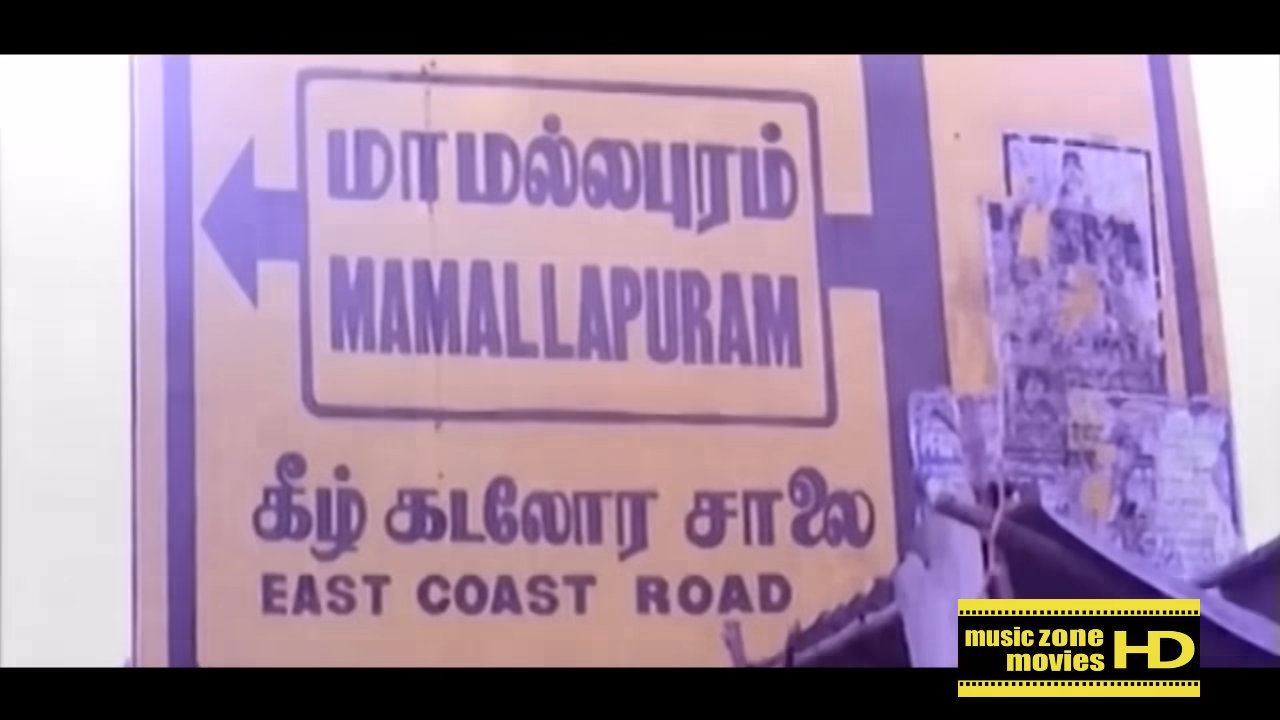 மாமல்லபுரம்
MAMALLAPURAM
கீழ் கடலோர சாலை
EAST COAST ROAD
music zone
movies HD